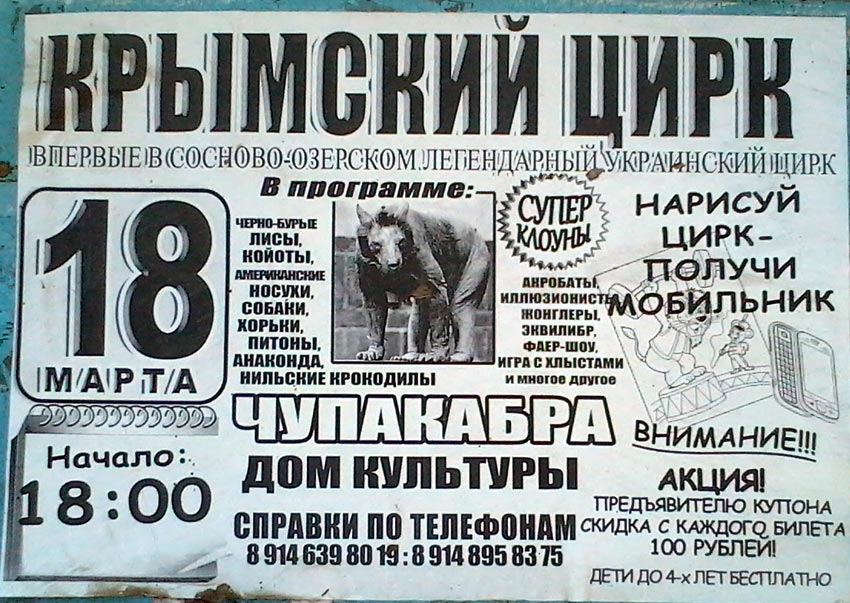 КРЫМСКИЙ ЦИРК
ВПЕРВЫЕ В СОСНОВО-ОЗЕРСКОМ ЛЕГЕНДАРНЫЙ УКРАИНСКИЙ ЦИРК
18
МАРТА
Начало:
18:00
В программе:
ЧЕРНО-БУРЫЕ
ЛИСЫ,
КОЙОТЫ,
АМЕРИКАНСКИЕ
НОСУХИ,
СОБАКИ,
ХОРЬКИ,
ПИТОНЫ,
АНАКОНДА,
НИЛЬСКИЕ КРОКОДИЛЫ
СУПЕР
КЛОУНЫ
АКРОБАТЫ,
ИЛЛЮЗИОНИСТЫ
ЖОНГЛЕРЫ,
ЭКВИЛИБР,
ФАЕР-ШОУ,
ИГРА С ХЛЫСТАМИ
и многое другое
ЧУПАКАБРА
ДОМ КУЛЬТУРЫ
СПРАВКИ ПО ТЕЛЕФОНАМ
8 914 639 80 19 : 8 914 895 83 75
НАРИСУЙ
ЦИРК-
ПОЛУЧИ
МОБИЛЬНИК
ВНИМАНИЕ!!!
АКЦИЯ!
ПРЕДЪЯВИТЕЛЮ КУПОНА
СКИДКА С КАЖДОГО БИЛЕТА
100 РУБЛЕЙ!
ДЕТИ ДО 4-х ЛЕТ БЕСПЛАТНО